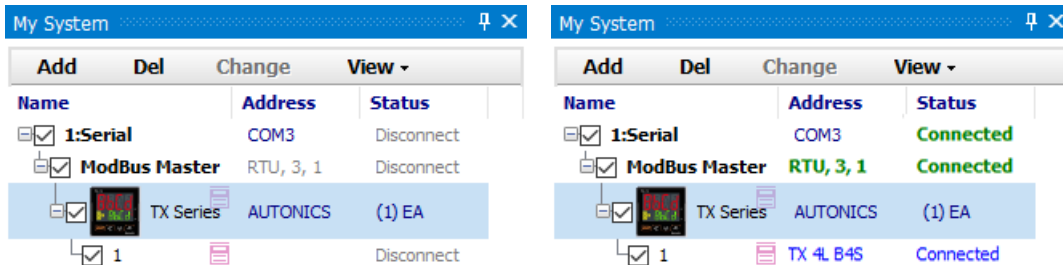 My System
Add Del Change View
Name Address Status
1:Serial COM3 Disconnect
ModBus Master RTU, 3, 1 Disconnect
TX Series AUTONICS (1) EA
1 Disconnect
My System
Add Del Change View
Name Address Status
1:Serial COM3 Connected
ModBus Master RTU, 3, 1 Connected
TX Series AUTONICS (1) EA
1 TX 4L B4S Connected